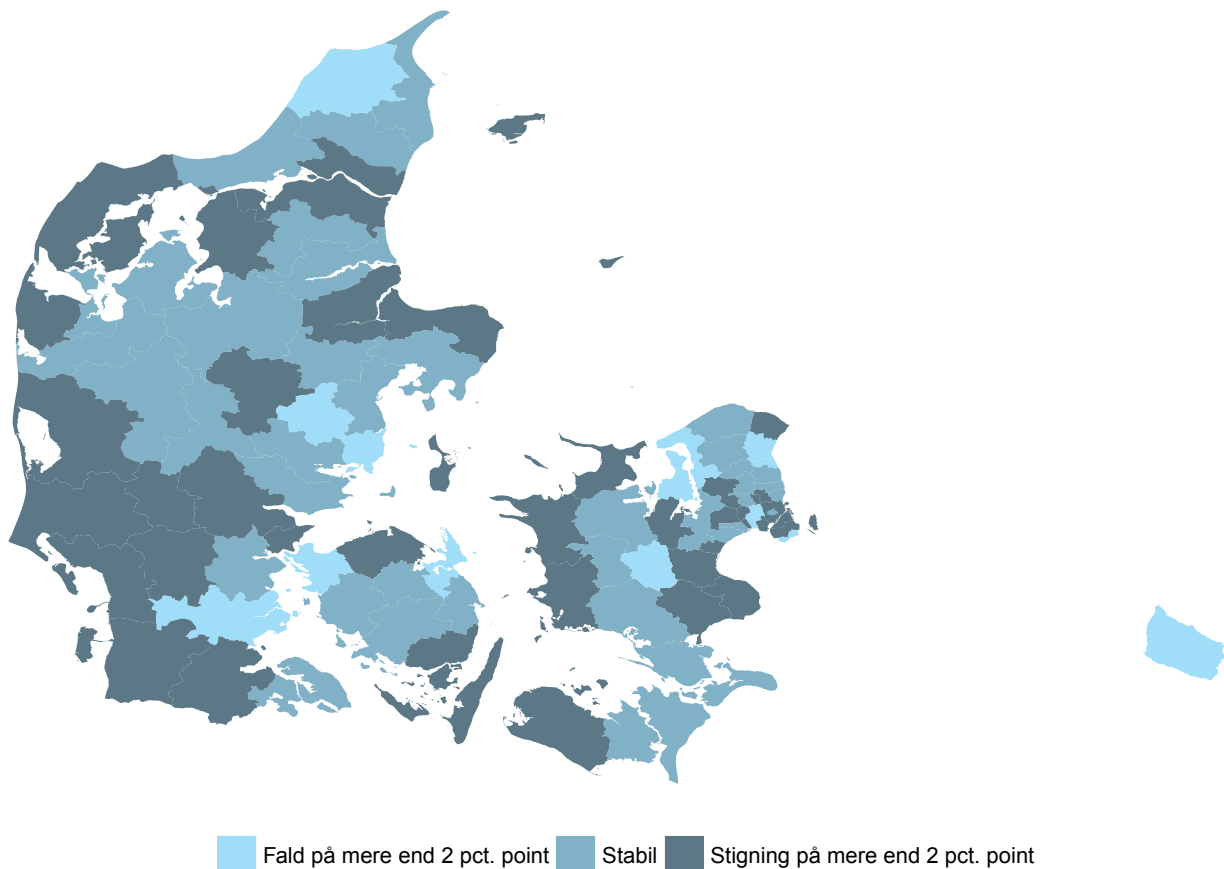 Fald på mere end 2 pct. point Stabil Stigning på mere end 2 pct. point